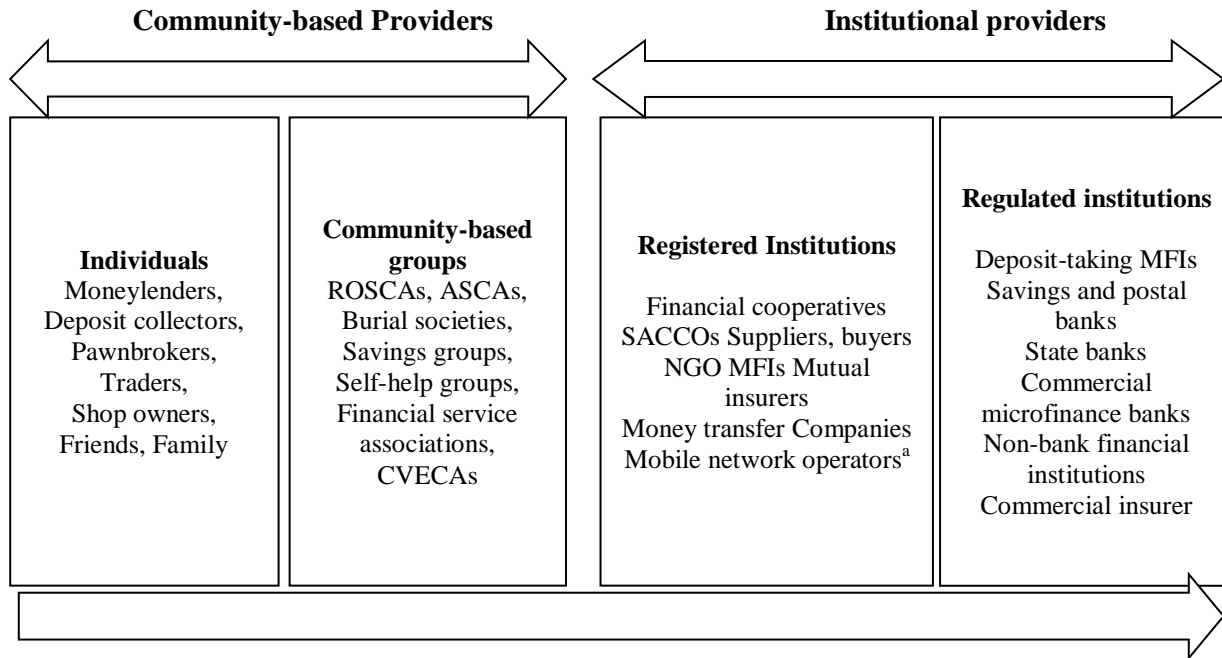 Community-based Providers
Institutional providers
Individuals
Moneylenders,
Deposit collectors,
Pawnbrokers,
Traders,
Shop owners,
Friends, Family
Community-based
groups
ROSCAs, ASCAs,
Burial societies,
Savings groups,
Self-help groups,
Financial service
associations,
CVECAs
Registered Institutions
Financial cooperatives
SACCOs Suppliers, buyers
NGO MFIs Mutual
insurers
Money transfer Companies
Mobile network operatorsᵃ
Regulated institutions
Deposit-taking MFIs
Savings and postal
banks
State banks
Commercial
microfinance banks
Non-bank financial
institutions
Commercial insurer